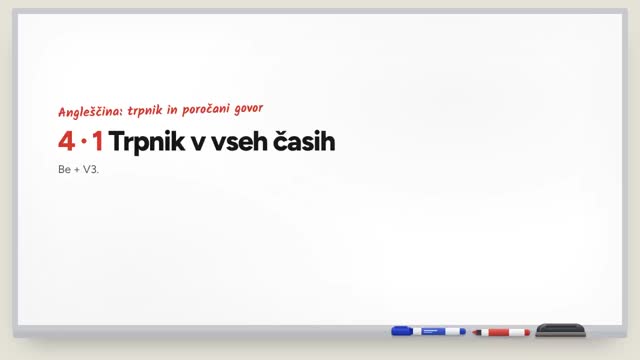 Angleščina: trpnik in poročani govor
4 · 1 Trpnik v vseh časih
Be + V3.